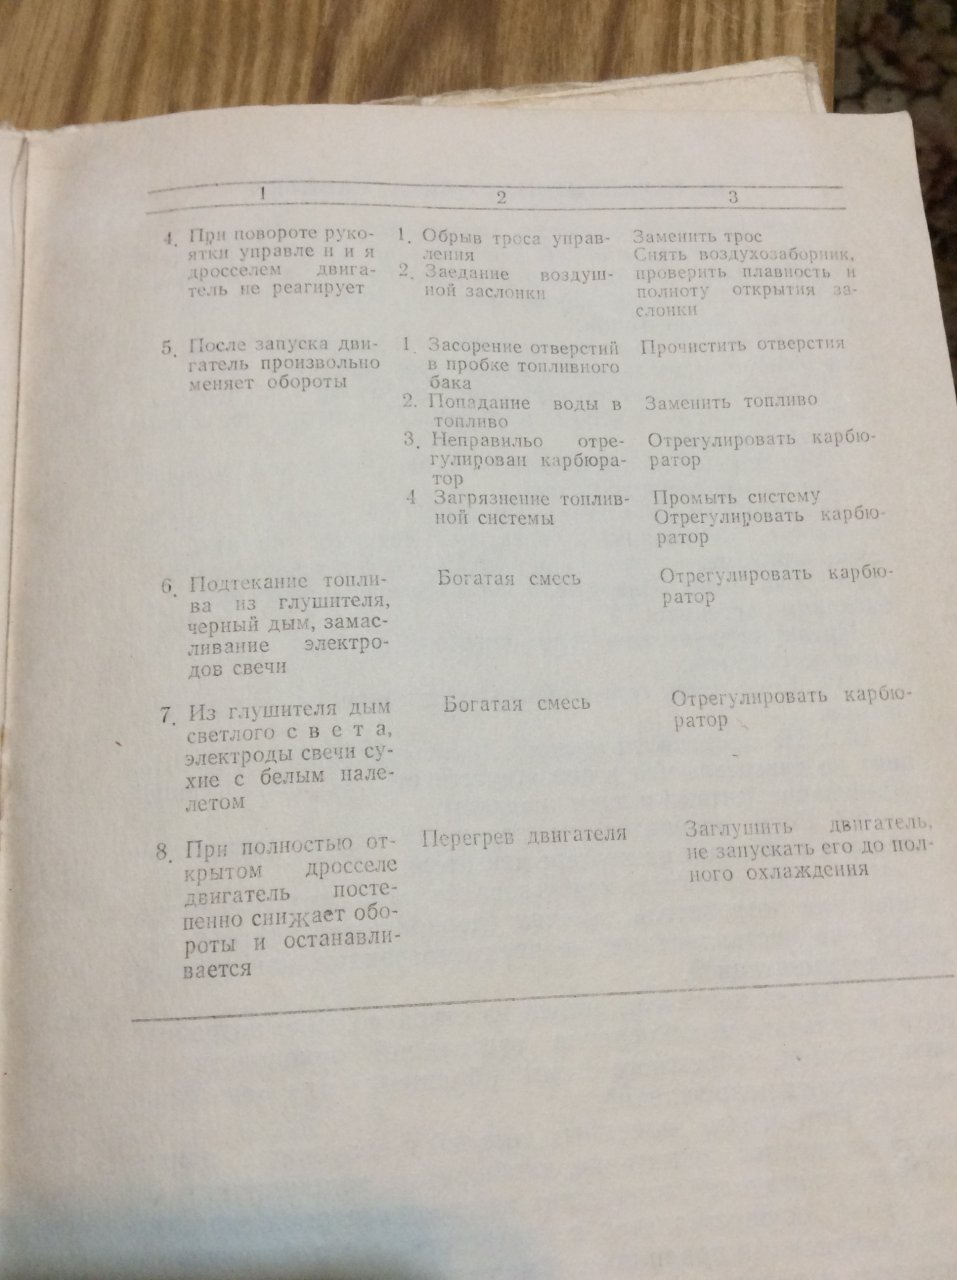 1 2 3
4. При повороте руко-
ятки управле н и я
дросселем двига-
тель не реагирует
1. Обрыв троса управ-
ления
2. Заедание воздуш-
ной заслонки
Заменить трос
Снять воздухозаборник,
проверить плавность и
полноту открытия за-
слонки
5. После запуска дви-
гатель произвольно
меняет обороты
1 Засорение отверстий
в пробке топливного
бака
Прочистить отверстия
2. Попадание воды в
топливо
Заменить топливо
3. Неправильо отре-
гулирован карбюра-
тор
Отрегулировать карбю-
ратор
4 Загрязнение топлив-
ной системы
Промыть систему
Отрегулировать карбю-
ратор
6. Подтекание топли-
ва из глушителя,
черный дым, замас-
ливание электро-
дов свечи
Богатая смесь
Отрегулировать карбю-
ратор
7. Из глушителя дым
светлого с в е т а,
электроды свечи су-
хие с белым нале-
летом
Богатая смесь
Отрегулировать карбю-
ратор
8. При полностью от-
крытом дросселе
двигатель посте-
пенно снижает обо-
роты и останавли-
вается
Перегрев двигателя
Заглушить двигатель,
не запускать его до пол-
ного охлаждения